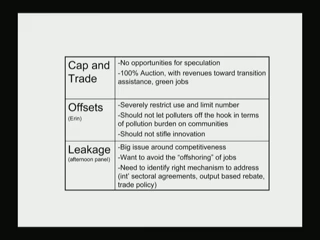 Cap and
Trade
-No opportunities for speculation
-100% Auction, with revenues toward transition
assistance, green jobs
Offsets
(Erin)
-Severely restrict use and limit number
-Should not let polluters off the hook in terms
of pollution burden on communities
-Should not stifle innovation
Leakage
(afternoon panel)
-Big issue around competitiveness
-Want to avoid the "offshoring" of jobs
-Need to identify right mechanism to address
(int' sectoral agreements, output based rebate,
trade policy)